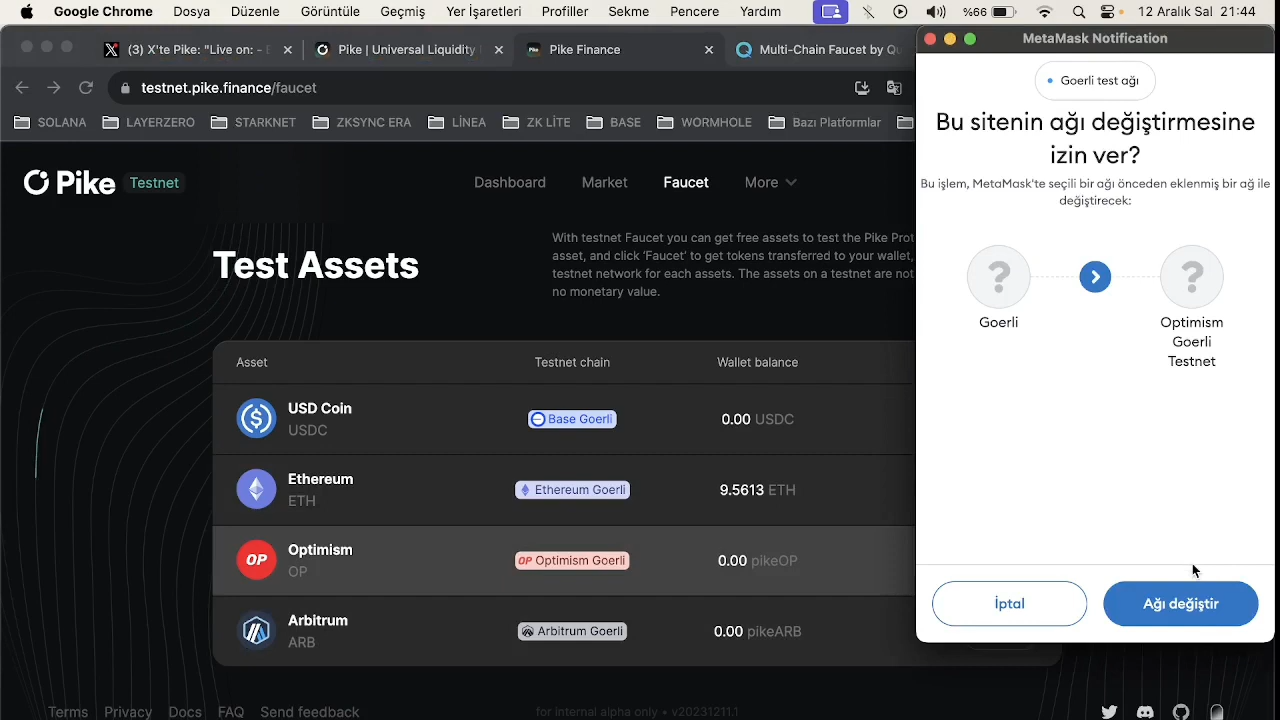 Google Chrome Dosya Düzenle Görüntüle Geçmiş Yer İşaretleri Profiller Sekme Pencere Yardım %66 12 Aralık Sal 21:44
(3) X'te Pike: "Live on: – E
Pike | Universal Liquidity
Pike Finance
Multi-Chain Faucet by Qu
testnet.pike.finance/faucet
SOLANA LAYERZERO STARKNET ZKSYNC ERA LİNEA ZK LİTE BASE WORMHOLE Bazı Platformlar
Pike Testnet
Dashboard Market Faucet More
Test Assets
With testnet Faucet you can get free assets to test the Pike Prot
asset, and click 'Faucet' to get tokens transferred to your wallet,
testnet network for each assets. The assets on a testnet are not
no monetary value.
Asset Testnet chain Wallet balance
USD Coin
USDC
Base Goerli
0.00 USDC
Ethereum
ETH
Ethereum Goerli
9.5613 ETH
OP
Optimism
OP
OP Optimism Goerli
0.00 pikeOP
Arbitrum
ARB
Arbitrum Goerli
0.00 pikeARB
Terms Privacy Docs FAQ Send feedback
for internal alpha only • v20231211.1
MetaMask Notification
Goerli test ağı
Bu sitenin ağı değiştirmesine
izin ver?
Bu işlem, MetaMask'te seçili bir ağı önceden eklenmiş bir ağ ile
değiştirecek:
?
?
Goerli
Optimism
Goerli
Testnet
İptal
Ağı değiştir